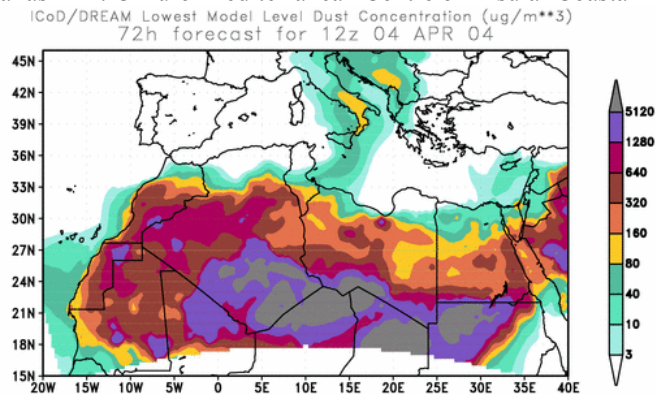 ICoD/DREAM Lowest Model Level Dust Concentration (ug/m**3)
72h forecast for 12z 04 APR 04
45N
42N
39N
36N
33N
30N
27N
24N
21N
18N
15N
20W 15W 10W 5W 0 5E 10E 15E 20E 25E 30E 35E 40E
5120
1280
640
320
160
80
40
10
3